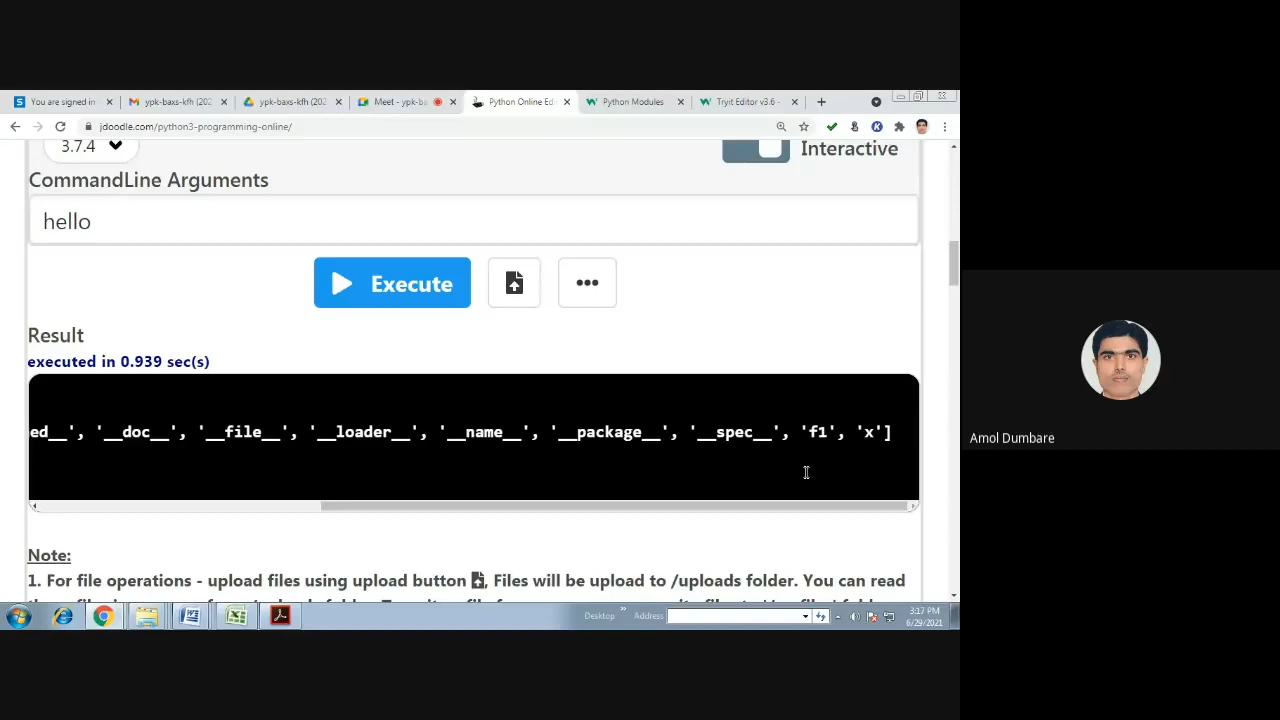 You are signed in
ypk-baxs-kfh (202
ypk-baxs-kfh (202
Meet - ypk-ba
Python Online Ed
Python Modules
Tryit Editor v3.6 -
jdoodle.com/python3-programming-online/
3.7.4
Interactive
CommandLine Arguments
hello
Execute
Result
executed in 0.939 sec(s)
ed__', '__doc__', '__file__', '__loader__', '__name__', '__package__', '__spec__', 'f1', 'x']
Note:
1. For file operations - upload files using upload button , Files will be upload to /uploads folder. You can read
Desktop
Address
3:17 PM
6/29/2021
Amol Dumbare